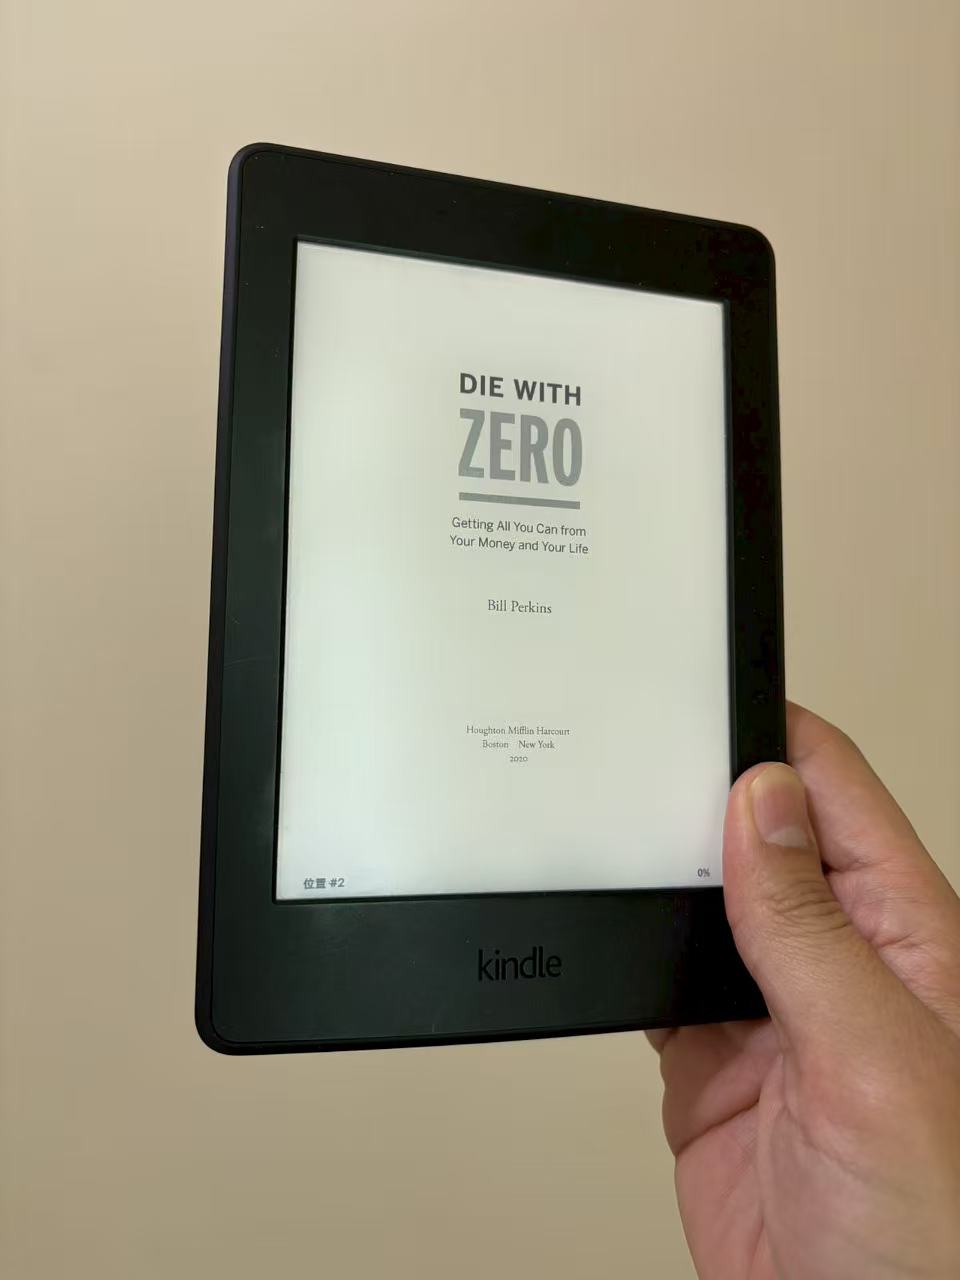 DIE WITH
ZERO
Getting All You Can from
Your Money and Your Life
Bill Perkins
Houghton Mifflin Harcourt
Boston New York
2020
位置 #2
0%
kindle